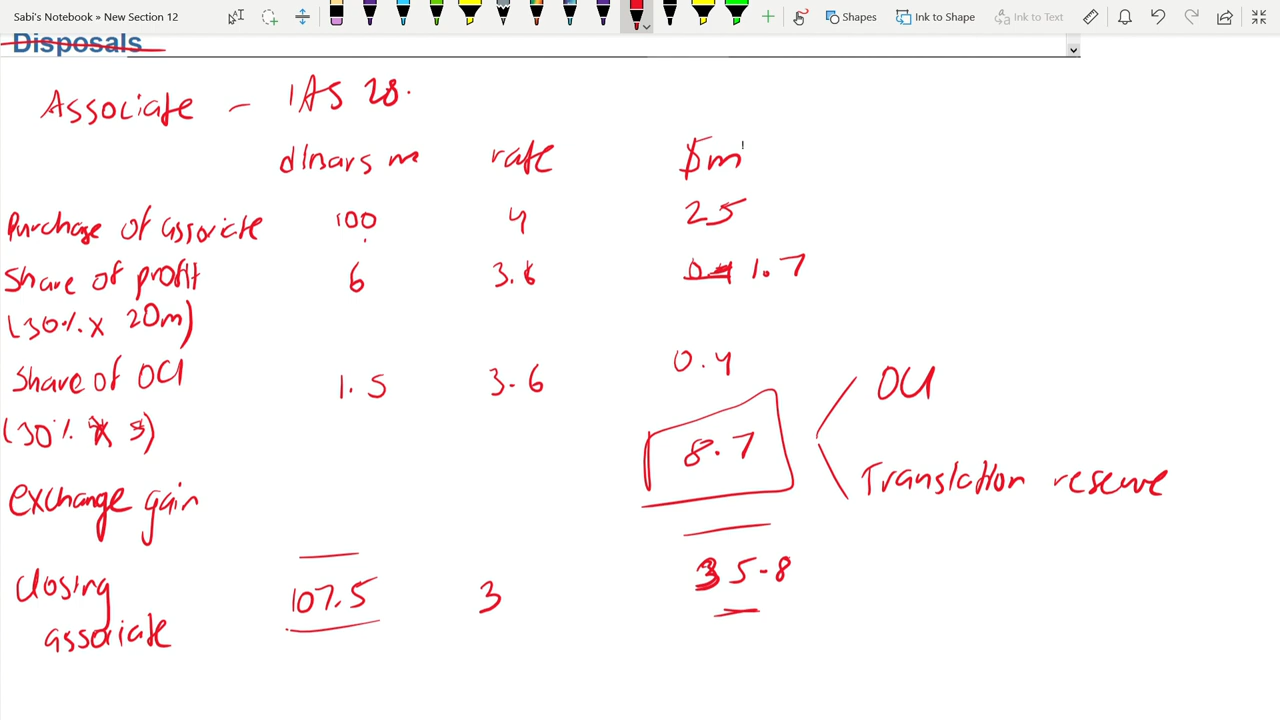 Sabi's Notebook » New Section 12
Shapes
Ink to Shape
Ink to Text
Disposals
Associate - IAS 28.
dinars m rate $m
Purchase of associate 100 4 25
Share of profit 6 3.6 1.7
(30% x 20m)
Share of OCI 1.5 3.6 0.4
(30% x 5)
exchange gain 8.7
OCI
Translation reserve
closing 107.5 3 35.8
associate